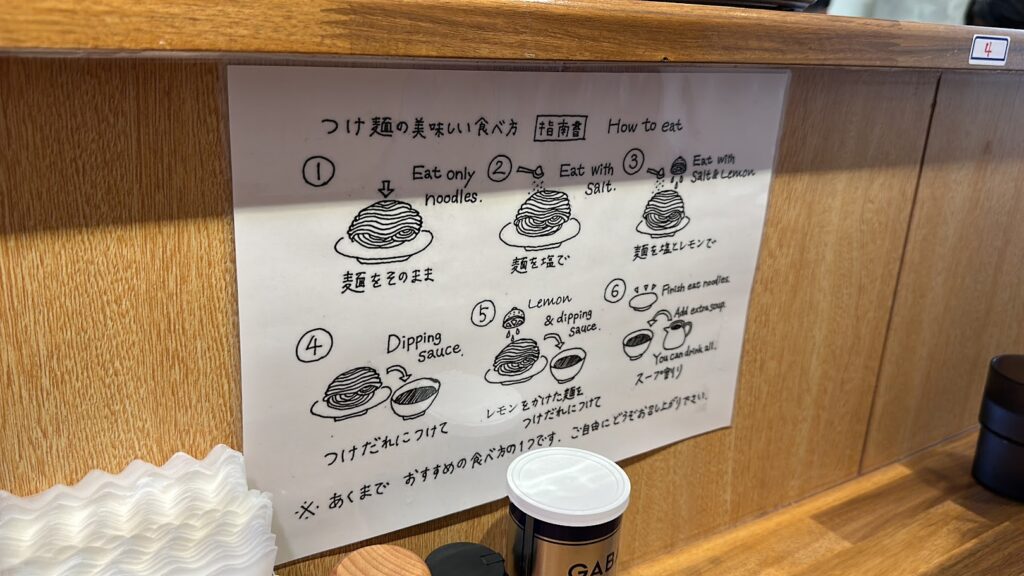 4
つけ麺の美味しい食べ方 指南書 How to eat
①
Eat only
noodles.
麺をそのまま
②
Eat with
Salt.
麺を塩で
③
Eat with
Salt & Lemon
麺を塩とレモンで
④
Dipping
sauce.
つけだれにつけて
⑤
Lemon
& dipping
sauce.
レモンをかけた麺を
つけだれにつけて
⑥
Finish eat noodles.
Add extra soup.
You can drink all.
スープ割り
※あくまで おすすめの食べ方の1つです. ご自由にどうぞお召し上がり下さい.
GAB